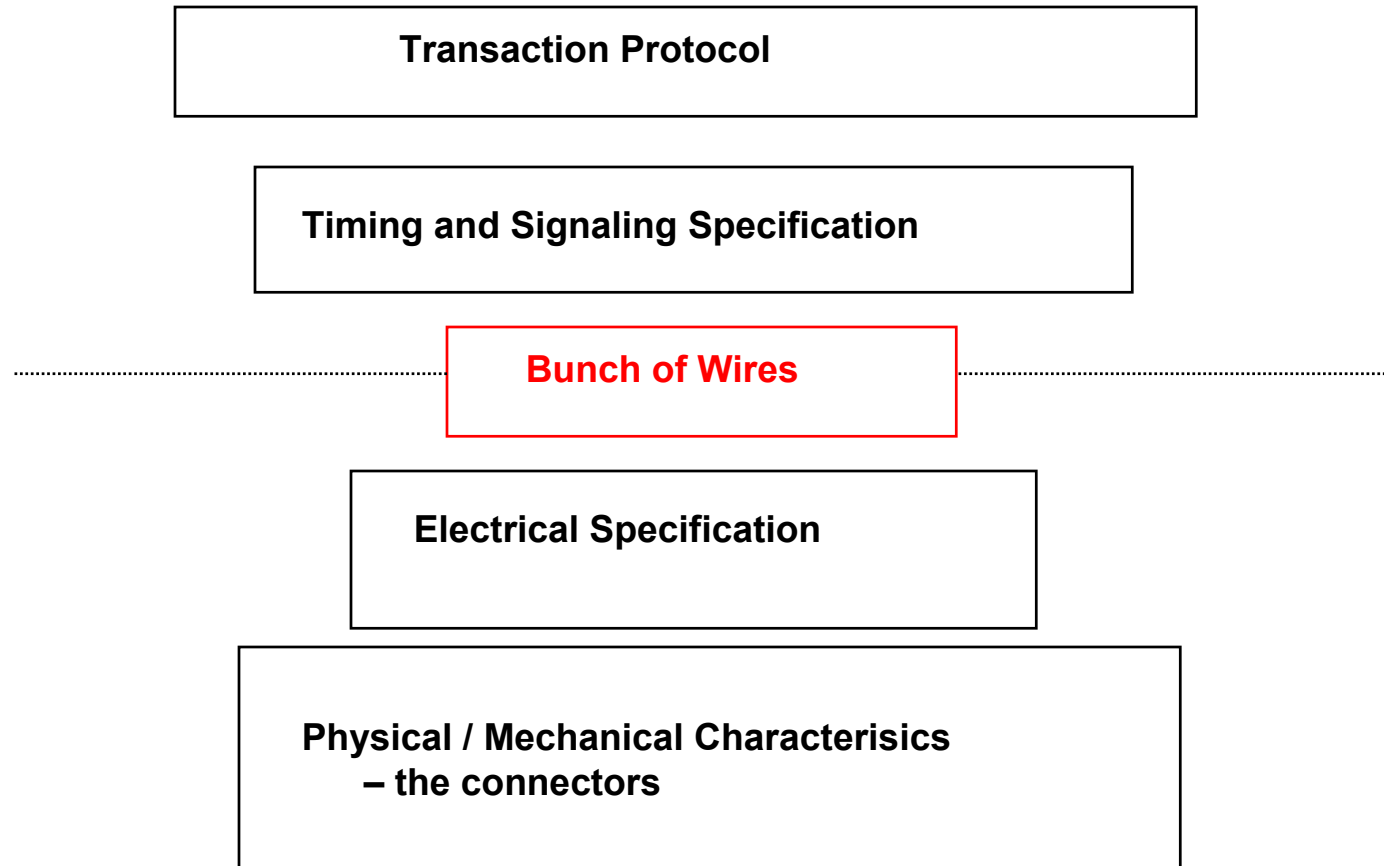 Transaction Protocol
Timing and Signaling Specification
Bunch of Wires
Electrical Specification
Physical / Mechanical Characterisics
– the connectors